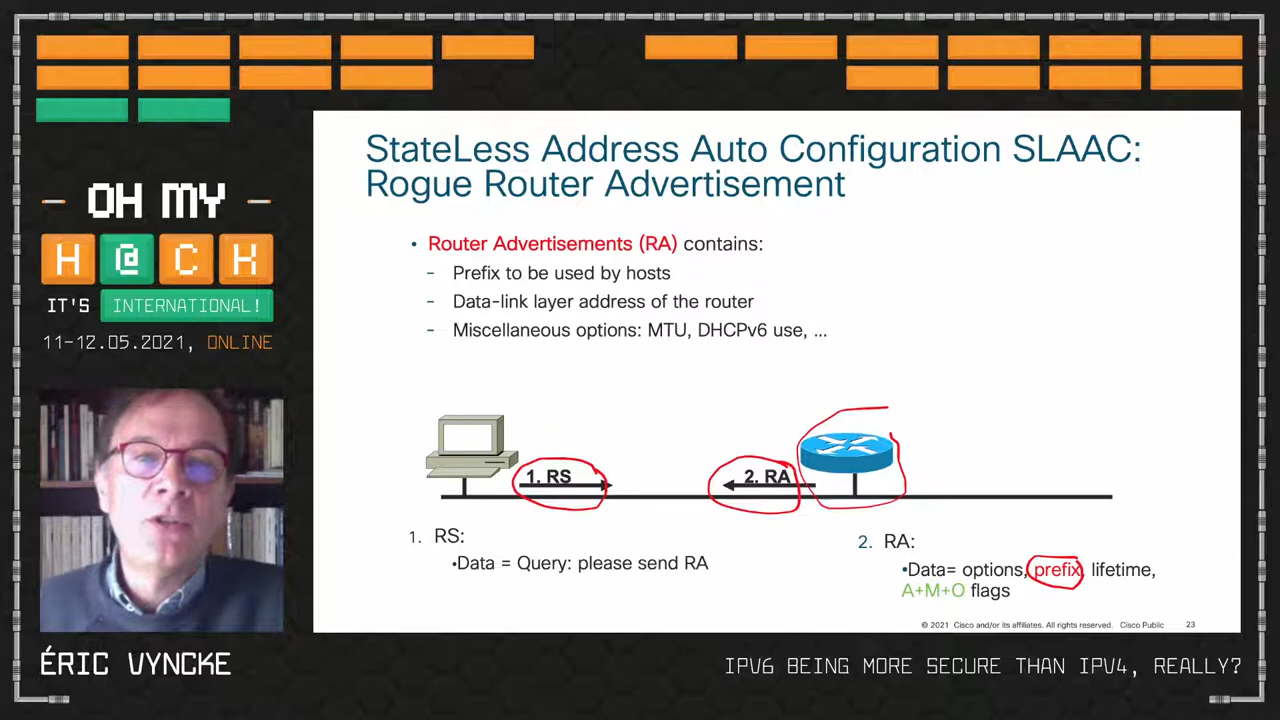 – OH MY –
H@CK
IT'S INTERNATIONAL!
11-12.05.2021, ONLINE
StateLess Address Auto Configuration SLAAC:
Rogue Router Advertisement
• Router Advertisements (RA) contains:
– Prefix to be used by hosts
– Data-link layer address of the router
– Miscellaneous options: MTU, DHCPv6 use, ...
1. RS
2. RA
1. RS:
•Data = Query: please send RA
2. RA:
•Data= options, prefix, lifetime,
A+M+O flags
© 2021 Cisco and/or its affiliates. All rights reserved. Cisco Public 23
ÉRIC VYNCKE
IPV6 BEING MORE SECURE THAN IPV4, REALLY?